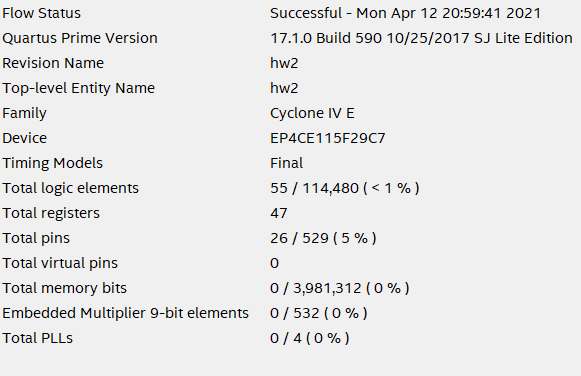 Flow Status Successful - Mon Apr 12 20:59:41 2021
Quartus Prime Version 17.1.0 Build 590 10/25/2017 SJ Lite Edition
Revision Name hw2
Top-level Entity Name hw2
Family Cyclone IV E
Device EP4CE115F29C7
Timing Models Final
Total logic elements 55 / 114,480 ( < 1 % )
Total registers 47
Total pins 26 / 529 ( 5 % )
Total virtual pins 0
Total memory bits 0 / 3,981,312 ( 0 % )
Embedded Multiplier 9-bit elements 0 / 532 ( 0 % )
Total PLLs 0 / 4 ( 0 % )